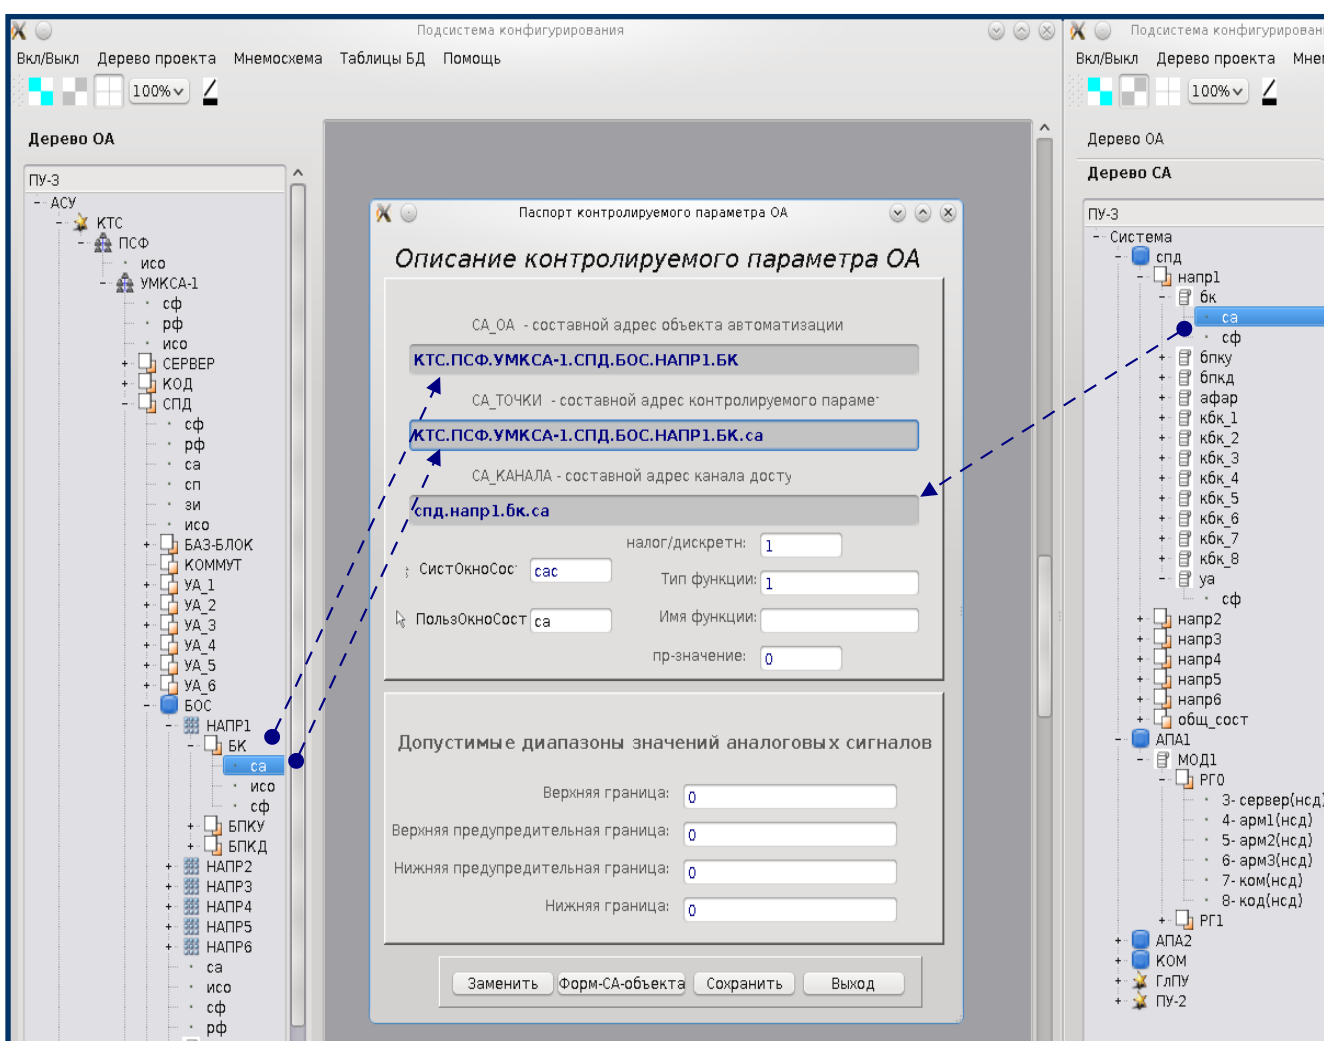 Подсистема конфигурирования
Вкл/Выкл Дерево проекта Мнемосхема Таблицы БД Помощь
100%
Дерево ОА
ПУ-3
АСУ
КТС
ПСФ
исо
УМКСА-1
сф
рф
исо
СЕРВЕР
КОД
СПД
сф
рф
са
сп
зи
исо
БАЗ-БЛОК
КОММУТ
УА_1
УА_2
УА_3
УА_4
УА_5
УА_6
БОС
НАПР1
БК
са
исо
сф
БПКУ
БПКД
НАПР2
НАПР3
НАПР4
НАПР5
НАПР6
са
исо
сф
рф
Паспорт контролируемого параметра ОА
Описание контролируемого параметра ОА
СА_ОА - составной адрес объекта автоматизации
КТС.ПСФ.УМКСА-1.СПД.БОС.НАПР1.БК
СА_ТОЧКИ - составной адрес контролируемого параме
КТС.ПСФ.УМКСА-1.СПД.БОС.НАПР1.БК.са
СА_КАНАЛА - составной адрес канала досту
спд.напр1.бк.са
налог/дискретн: 1
СистОкноСос сас
Тип функции: 1
ПользОкноСост са
Имя функции:
пр-значение: 0
Допустимые диапазоны значений аналоговых сигналов
Верхняя граница: 0
Верхняя предупредительная граница: 0
Нижняя предупредительная граница: 0
Нижняя граница: 0
Заменить Форм-СА-объекта Сохранить Выход
Подсистема конфигурирован
Вкл/Выкл Дерево проекта Мнем
100%
Дерево ОА
Дерево СА
ПУ-3
Система
спд
напр1
бк
са
сф
бпку
бпкд
афар
кбк_1
кбк_2
кбк_3
кбк_4
кбк_5
кбк_6
кбк_7
кбк_8
уа
сф
напр2
напр3
напр4
напр5
напр6
общ_сост
АПА1
МОД1
РГ0
3- сервер(нсд)
4- арм1(нсд)
5- арм2(нсд)
6- арм3(нсд)
7- ком(нсд)
8- код(нсд)
РГ1
АПА2
КОМ
ГлПУ
ПУ-2